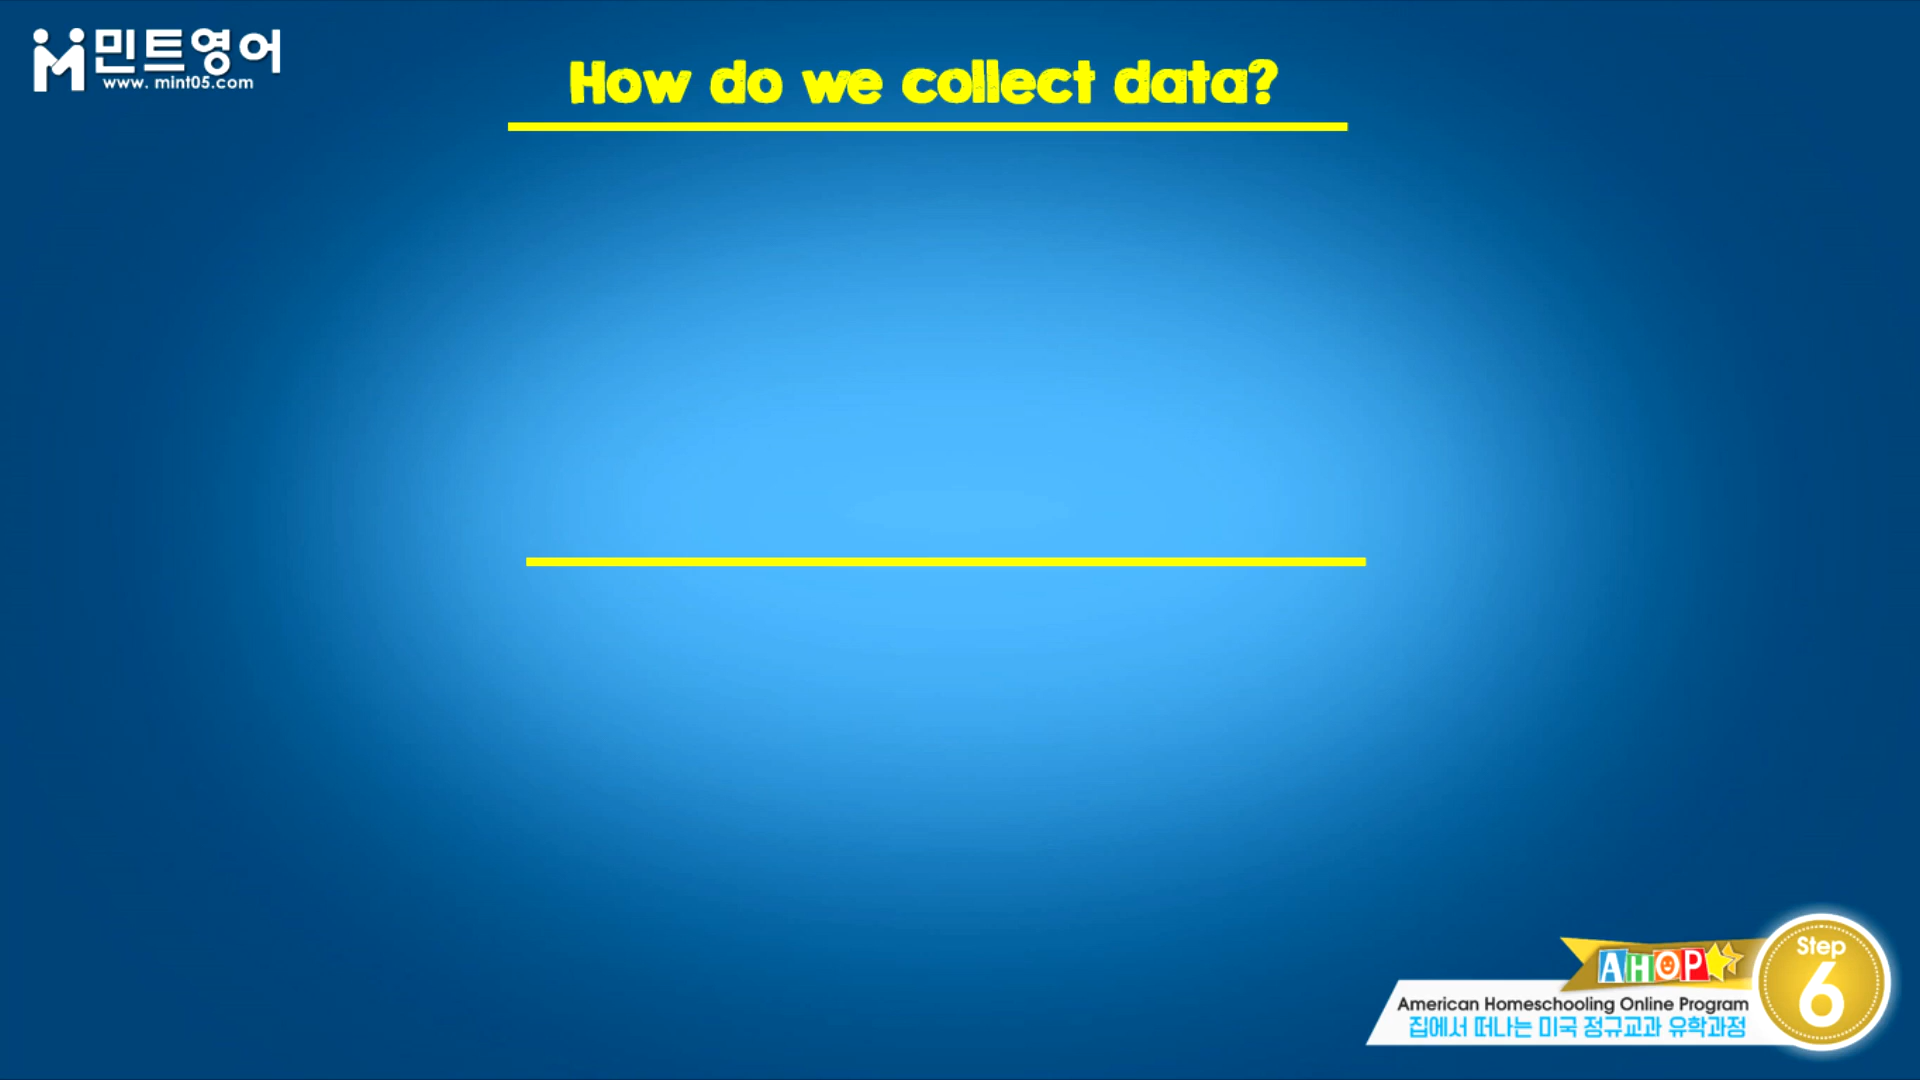 민트영어
www. mint05.com
How do we collect data?
Step
6
AHOP
American Homeschooling Online Program
집에서 떠나는 미국 정규교과 유학과정